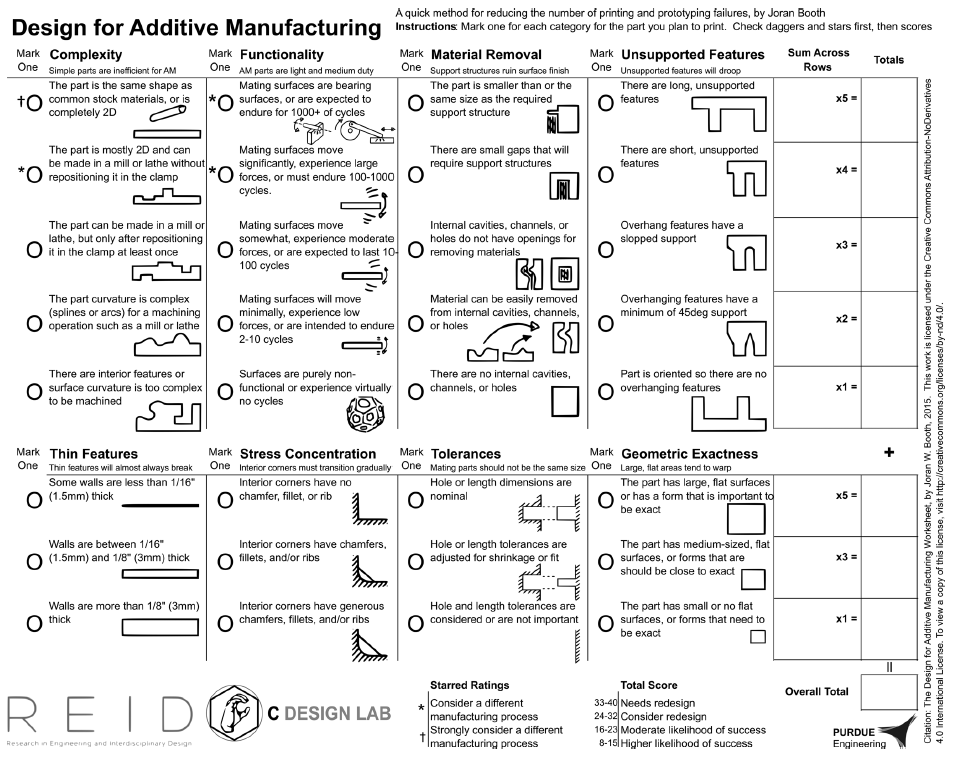 Design for Additive Manufacturing
A quick method for reducing the number of printing and prototyping failures, by Joran Booth
Instructions: Mark one for each category for the part you plan to print. Check daggers and stars first, then scores
Mark One
Complexity
Simple parts are inefficient for AM
†
The part is the same shape as
common stock materials, or is
completely 2D
*
The part is mostly 2D and can
be made in a mill or lathe without
repositioning it in the clamp
The part can be made in a mill or
lathe, but only after repositioning
it in the clamp at least once
The part curvature is complex
(splines or arcs) for a machining
operation such as a mill or lathe
There are interior features or
surface curvature is too complex
to be machined
Mark One
Functionality
AM parts are light and medium duty
*
Mating surfaces are bearing
surfaces, or are expected to
endure for 1000+ of cycles
*
Mating surfaces move
significantly, experience large
forces, or must endure 100-1000
cycles.
Mating surfaces move
somewhat, experience moderate
forces, or are expected to last 10-
100 cycles
Mating surfaces will move
minimally, experience low
forces, or are intended to endure
2-10 cycles
Surfaces are purely non-
functional or experience virtually
no cycles
Mark One
Material Removal
Support structures ruin surface finish
The part is smaller than or the
same size as the required
support structure
There are small gaps that will
require support structures
Internal cavities, channels, or
holes do not have openings for
removing materials
Material can be easily removed
from internal cavities, channels,
or holes
There are no internal cavities,
channels, or holes
Mark One
Unsupported Features
Unsupported features will droop
There are long, unsupported
features
There are short, unsupported
features
Overhang features have a
slopped support
Overhanging features have a
minimum of 45deg support
Part is oriented so there are no
overhanging features
Sum Across
Rows
Totals
x5 =
x4 =
x3 =
x2 =
x1 =
Mark One
Thin Features
Thin features will almost always break
Some walls are less than 1/16"
(1.5mm) thick
Walls are between 1/16"
(1.5mm) and 1/8" (3mm) thick
Walls are more than 1/8" (3mm)
thick
Mark One
Stress Concentration
Interior corners must transition gradually
Interior corners have no
chamfer, fillet, or rib
Interior corners have chamfers,
fillets, and/or ribs
Interior corners have generous
chamfers, fillets, and/or ribs
Mark One
Tolerances
Mating parts should not be the same size
Hole or length dimensions are
nominal
Hole or length tolerances are
adjusted for shrinkage or fit
Hole and length tolerances are
considered or are not important
Mark One
Geometric Exactness
Large, flat areas tend to warp
The part has large, flat surfaces
or has a form that is important to
be exact
The part has medium-sized, flat
surfaces, or forms that are
should be close to exact
The part has small or no flat
surfaces, or forms that need to
be exact
+
x5 =
x3 =
x1 =
=
Overall Total
REID
Research in Engineering and Interdisciplinary Design
C DESIGN LAB
Starred Ratings
* Consider a different
manufacturing process
† Strongly consider a different
manufacturing process
Total Score
33-40 Needs redesign
24-32 Consider redesign
16-23 Moderate likelihood of success
8-15 Higher likelihood of success
PURDUE
Engineering
Citation: The Design for Additive Manufacturing Worksheet, by Joran W. Booth, 2015. This work is licensed under the Creative Commons Attribution-NoDerivatives
4.0 International License. To view a copy of this license, visit http://creativecommons.org/licenses/by-nd/4.0/.